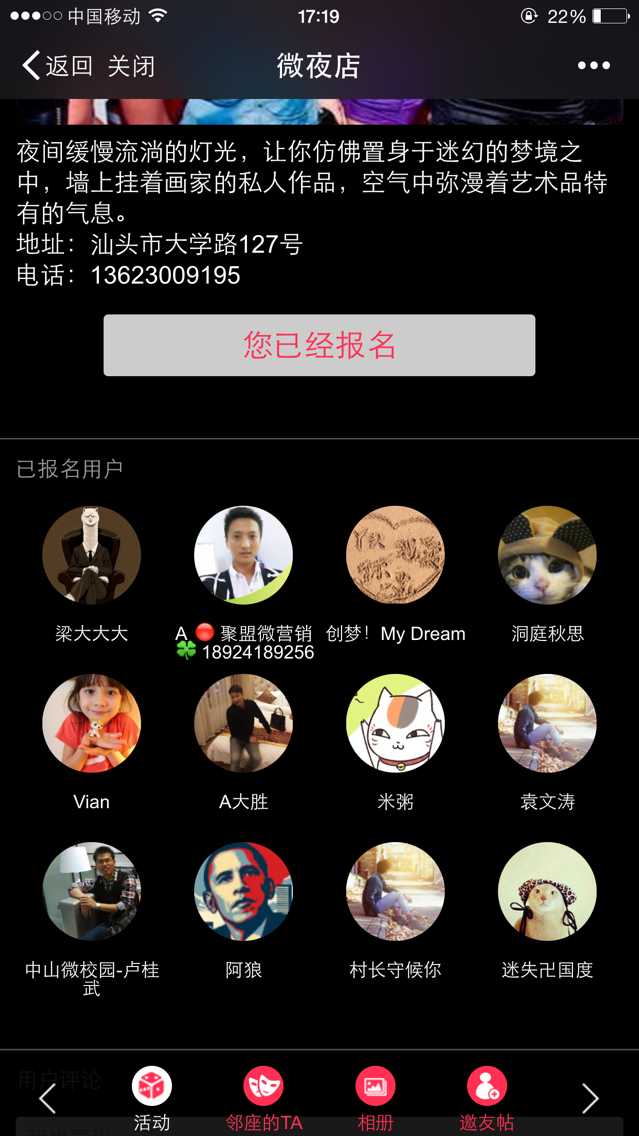 中国移动 17:19 22%
返回 关闭 微夜店
夜间缓慢流淌的灯光，让你仿佛置身于迷幻的梦境之
中，墙上挂着画家的私人作品，空气中弥漫着艺术品特
有的气息。
地址：汕头市大学路127号
电话：13623009195
您已经报名
已报名用户
梁大大大
A 🔴 聚盟微营销
🍀 18924189256
创梦！My Dream
洞庭秋思
Vian
A大胜
米粥
袁文涛
中山微校园-卢桂
武
阿狼
村长守候你
迷失卍国度
用户评论
活动
邻座的TA
相册
邀友帖